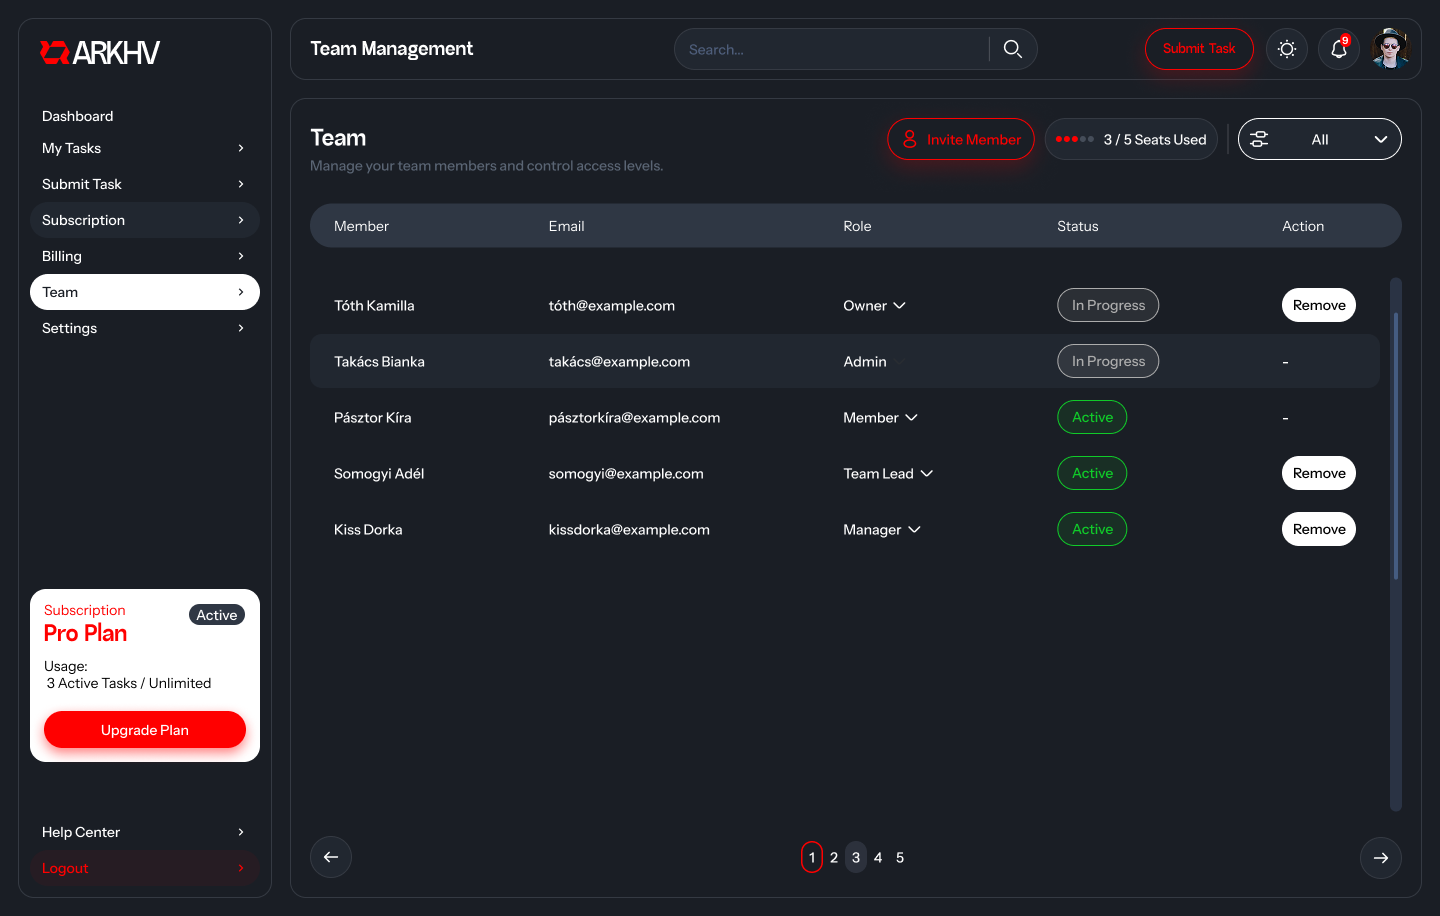 ARKHV
Dashboard
My Tasks
Submit Task
Subscription
Billing
Team
Settings
Subscription
Active
Pro Plan
Usage:
3 Active Tasks / Unlimited
Upgrade Plan
Help Center
Logout
Team Management
Search...
Submit Task
9
Team
Manage your team members and control access levels.
Invite Member
3 / 5 Seats Used
All
Member Email Role Status Action
Tóth Kamilla tóth@example.com Owner In Progress Remove
Takács Bianka takács@example.com Admin In Progress -
Pásztor Kíra pásztorkíra@example.com Member Active -
Somogyi Adél somogyi@example.com Team Lead Active Remove
Kiss Dorka kissdorka@example.com Manager Active Remove
1 2 3 4 5